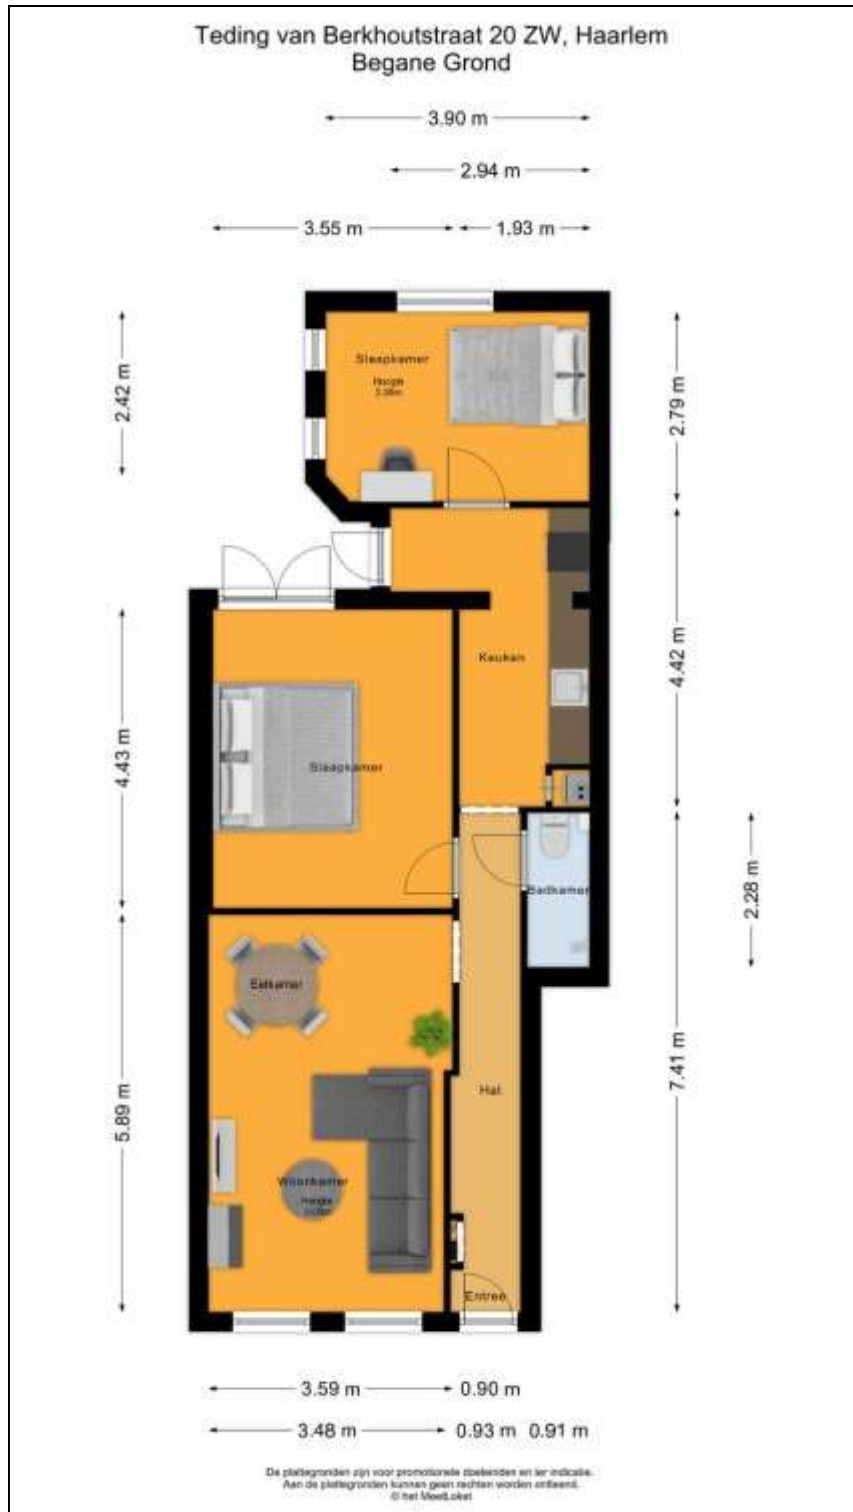 Teding van Berkhoutstraat 20 ZW, Haarlem
Begane Grond
3.90 m
2.94 m
3.55 m 1.93 m
2.42 m
Slaapkamer
Hoogte
2.79 m
4.42 m
Keuken
4.43 m
Slaapkamer
Badkamer
2.28 m
Eetkamer
5.89 m
Hal
7.41 m
Woonkamer
Hoogte
Entree
3.59 m 0.90 m
3.48 m 0.93 m 0.91 m
De plattegronden zijn voor promotionele doeleinden en ter indicatie.
Aan de plattegronden kunnen geen rechten worden ontleend.
© het MeetLoket